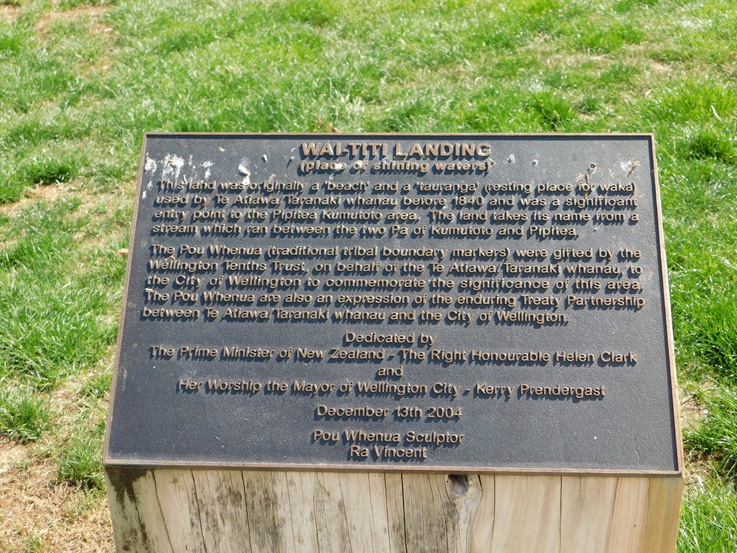 WAI-TITI LANDING
(place of shining waters)
This land was originally a 'beach' and a 'tauranga' (resting place for waka)
used by Te Atiawa/Taranaki whanau before 1840 and was a significant
entry point to the Pipitea Kumutoto area. The land takes its name from a
stream which ran between the two Pa of Kumutoto and Pipitea.
The Pou Whenua (traditional tribal boundary markers) were gifted by the
Wellington Tenths Trust, on behalf of the Te Atiawa/Taranaki whanau, to
the City of Wellington to commemorate the significance of this area.
The Pou Whenua are also an expression of the enduring Treaty Partnership
between Te Atiawa/Taranaki whanau and the City of Wellington.
Dedicated by
The Prime Minister of New Zealand - The Right Honourable Helen Clark
and
Her Worship the Mayor of Wellington City - Kerry Prendergast
December 13th 2004
Pou Whenua Sculptor
Ra Vincent